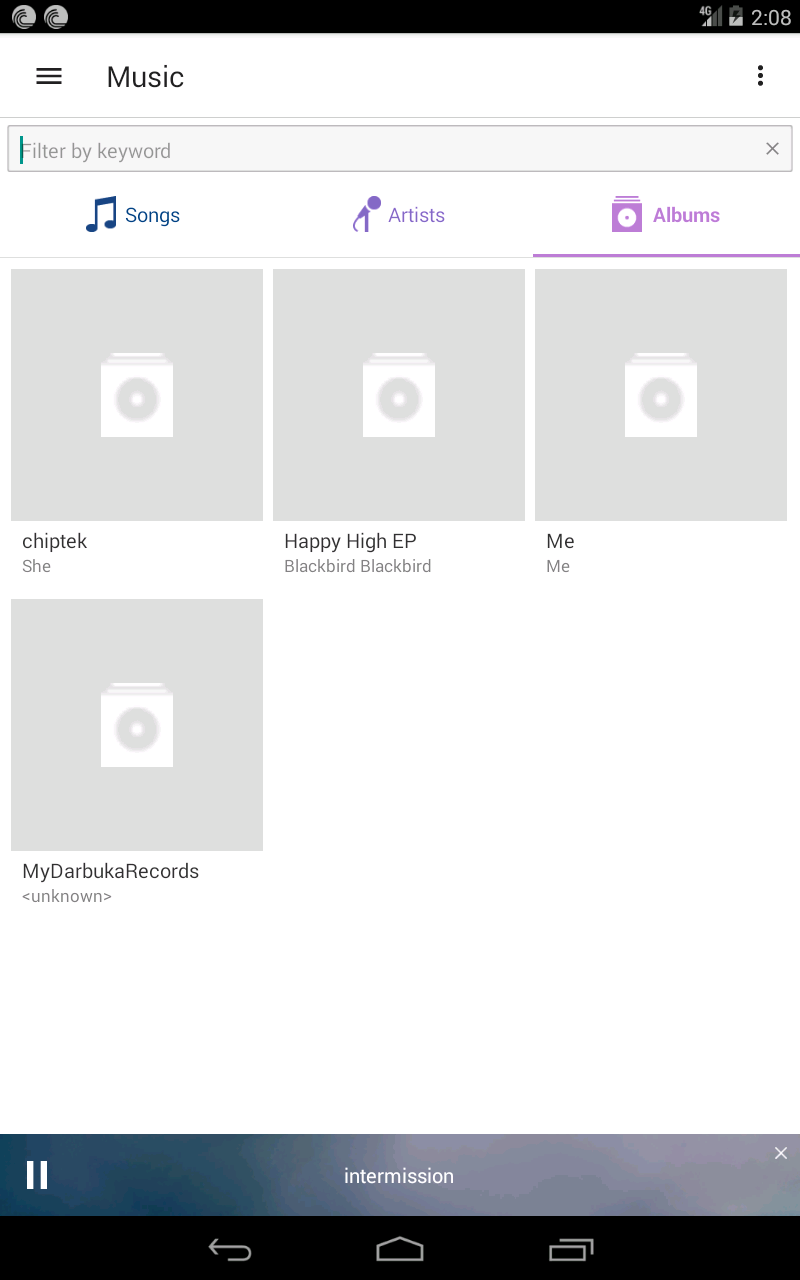 4G 2:08
Music
Filter by keyword
Songs Artists Albums
chiptek Happy High EP Me
She Blackbird Blackbird Me
MyDarbukaRecords
<unknown>
intermission